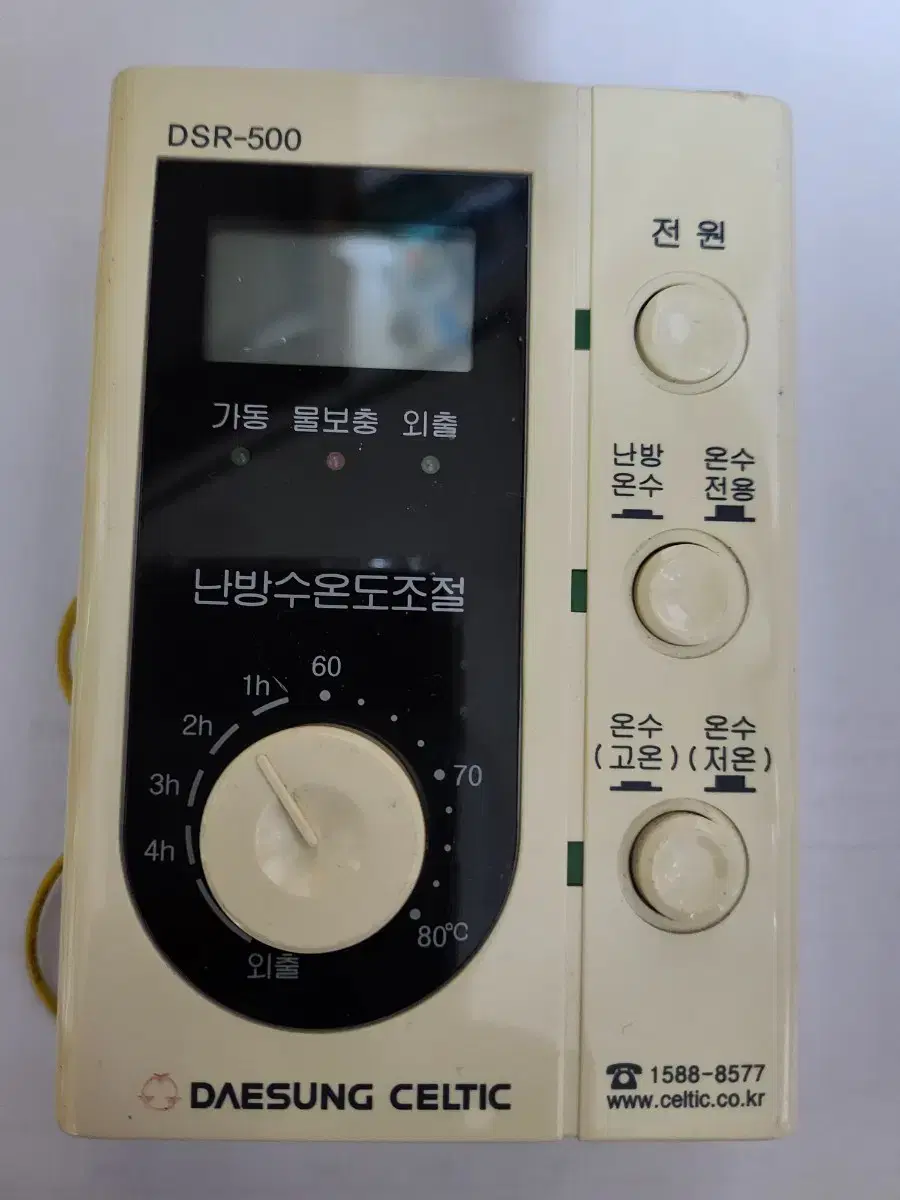 DSR-500
가동 물보충 외출
난방수온도조절
60
1h
2h
3h
4h
70
80℃
외출
DAESUNG CELTIC
전원
난방 온수
온수 전용
온수 온수
(고온) (저온)
☎ 1588-8577
www.celtic.co.kr